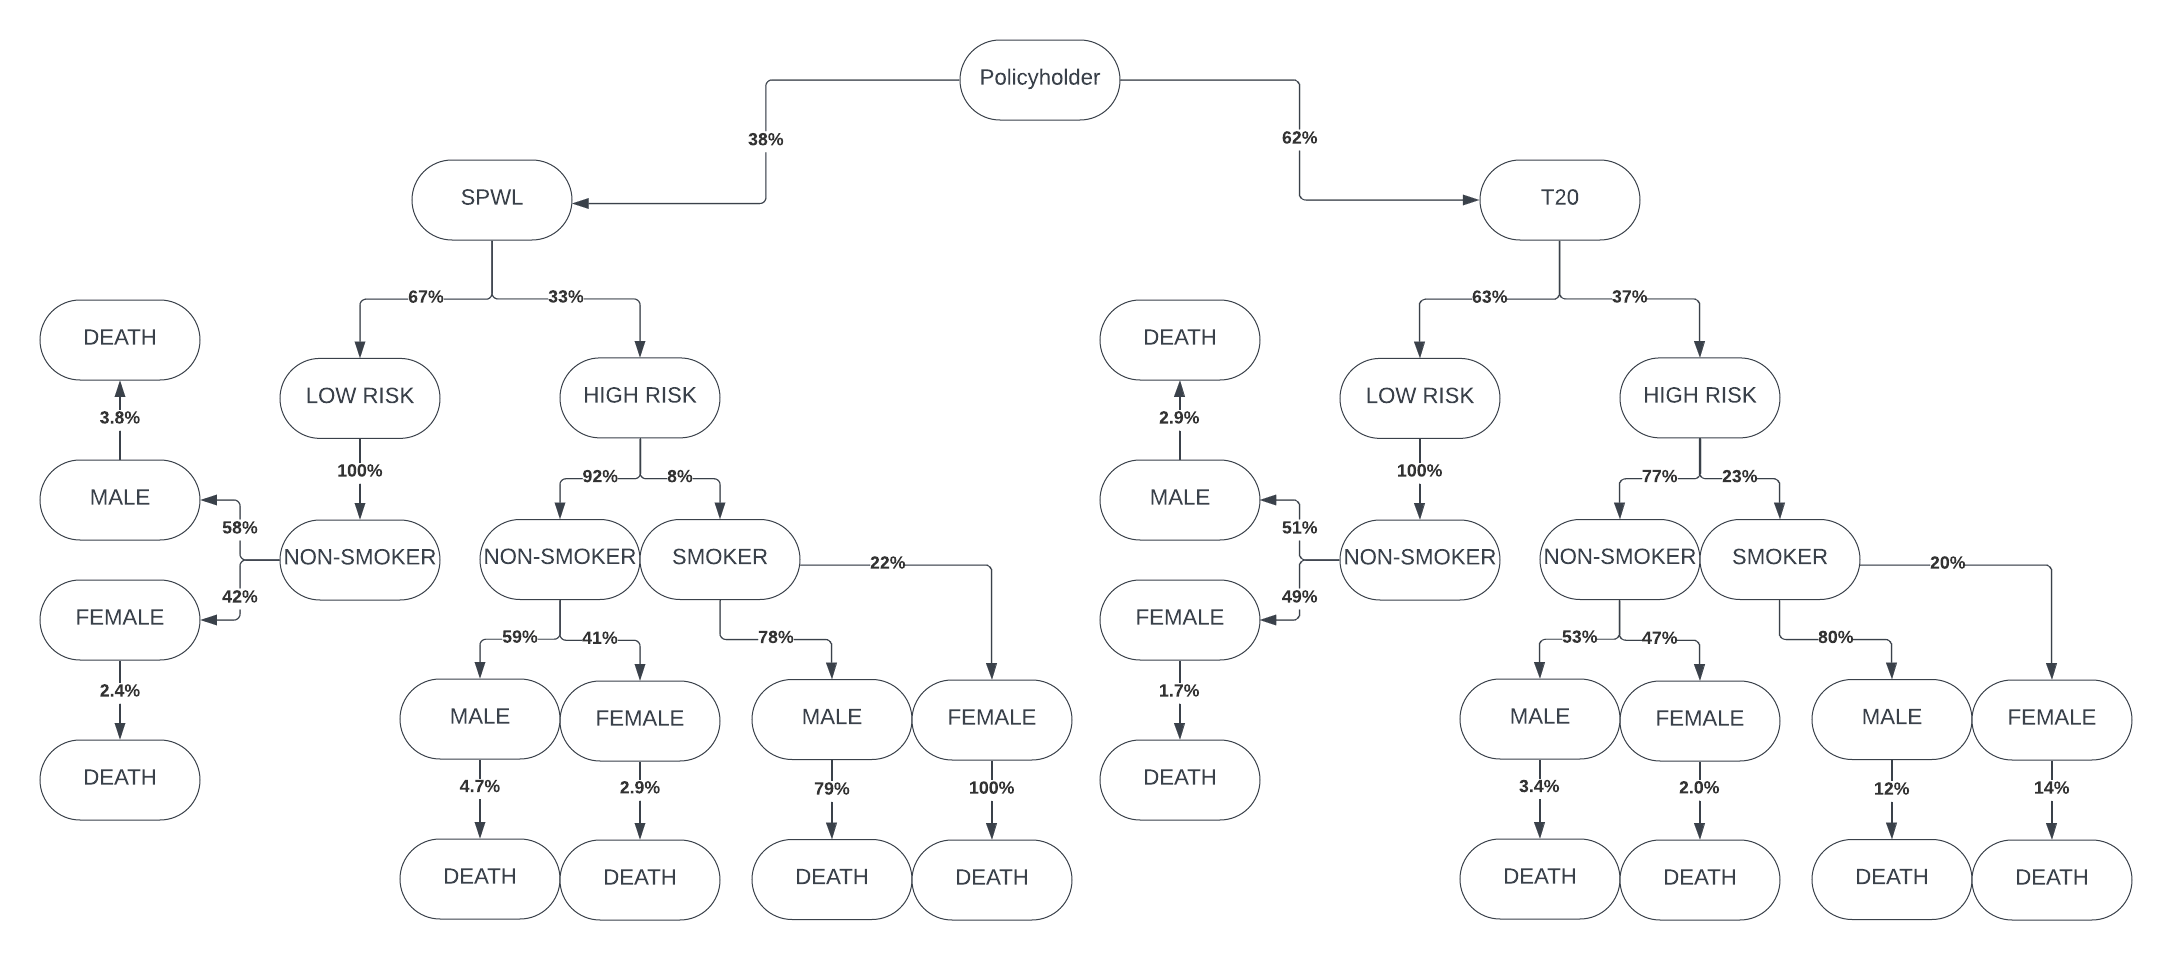 Policyholder
38%
62%
SPWL
T20
67%
33%
63%
37%
DEATH
DEATH
LOW RISK
HIGH RISK
LOW RISK
HIGH RISK
3.8%
2.9%
100%
92%
8%
100%
77%
23%
MALE
MALE
58%
51%
NON-SMOKER
NON-SMOKER
SMOKER
22%
NON-SMOKER
NON-SMOKER
SMOKER
20%
42%
49%
FEMALE
FEMALE
59%
41%
78%
53%
47%
80%
2.4%
1.7%
MALE
FEMALE
MALE
FEMALE
MALE
FEMALE
MALE
FEMALE
DEATH
DEATH
4.7%
2.9%
79%
100%
3.4%
2.0%
12%
14%
DEATH
DEATH
DEATH
DEATH
DEATH
DEATH
DEATH
DEATH